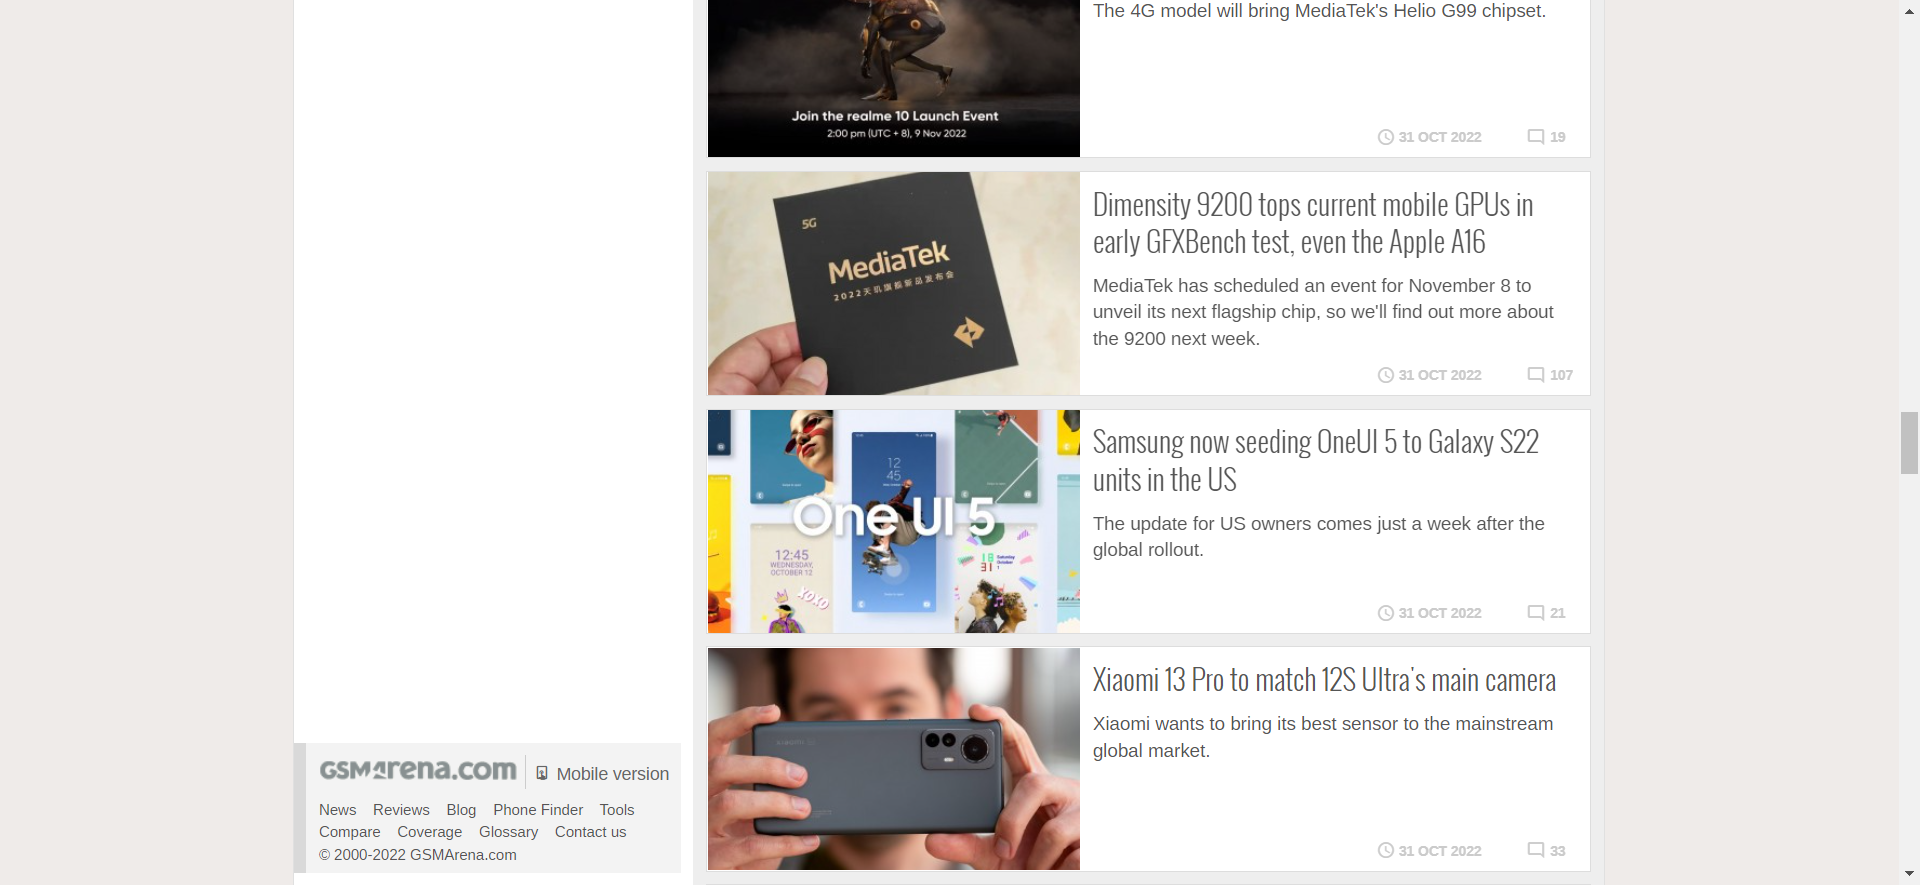 The 4G model will bring MediaTek's Helio G99 chipset.
Join the realme 10 Launch Event
2:00 pm (UTC + 8), 9 Nov 2022
31 OCT 2022
19
5G
MediaTek
2022天玑旗舰新品发布会
Dimensity 9200 tops current mobile GPUs in
early GFXBench test, even the Apple A16
MediaTek has scheduled an event for November 8 to
unveil its next flagship chip, so we'll find out more about
the 9200 next week.
31 OCT 2022
107
12
45
One UI 5
12:45
WEDNESDAY,
OCTOBER 12
XOXO
18
31
Saturday
October
Samsung now seeding OneUI 5 to Galaxy S22
units in the US
The update for US owners comes just a week after the
global rollout.
31 OCT 2022
21
Xiaomi 13 Pro to match 12S Ultra's main camera
Xiaomi wants to bring its best sensor to the mainstream
global market.
31 OCT 2022
33
GSMArena.com
Mobile version
News Reviews Blog Phone Finder Tools
Compare Coverage Glossary Contact us
© 2000-2022 GSMArena.com